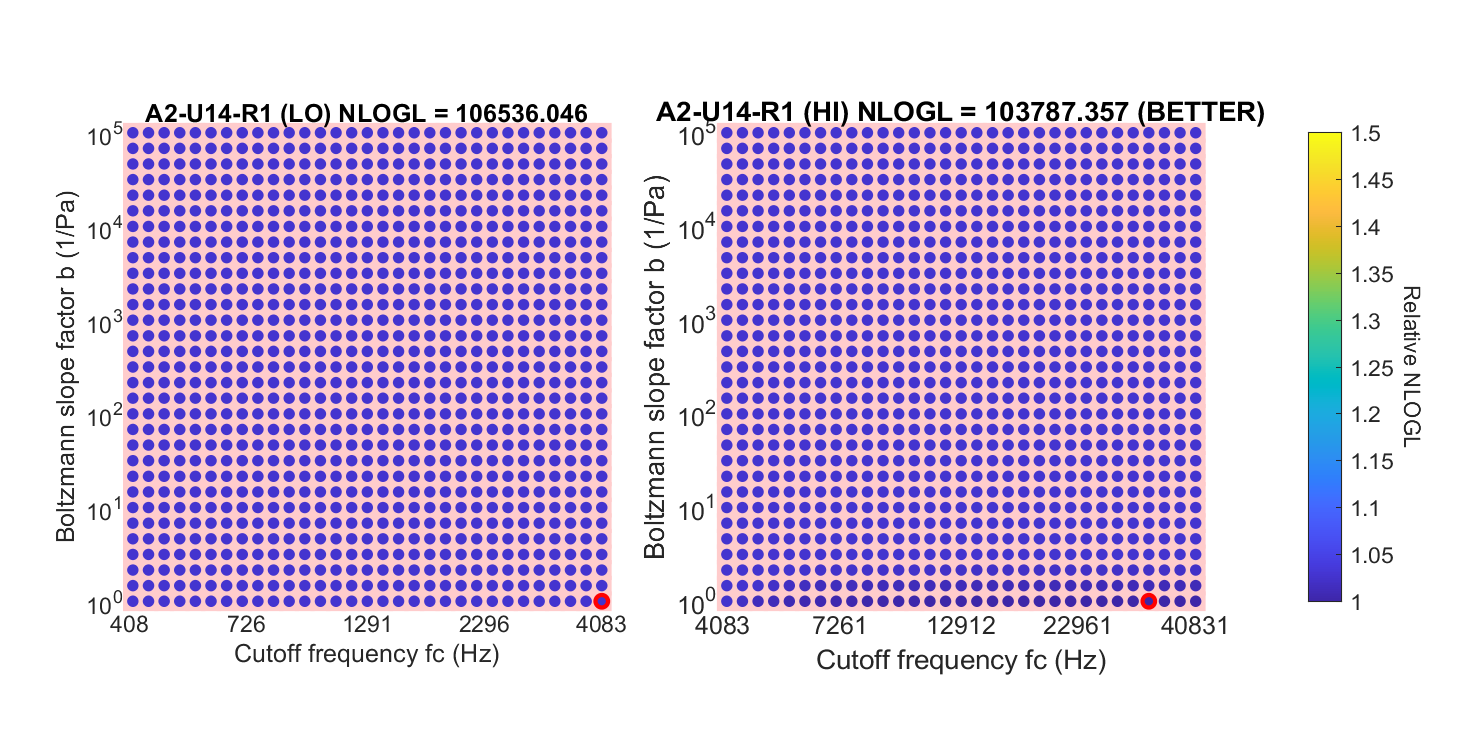 A2-U14-R1 (LO) NLOGL = 106536.046
10^5
10^4
10^3
10^2
10^1
10^0
Boltzmann slope factor b (1/Pa)
408 726 1291 2296 4083
Cutoff frequency fc (Hz)
A2-U14-R1 (HI) NLOGL = 103787.357 (BETTER)
10^5
10^4
10^3
10^2
10^1
10^0
Boltzmann slope factor b (1/Pa)
4083 7261 12912 22961 40831
Cutoff frequency fc (Hz)
1.5
1.45
1.4
1.35
1.3
1.25
1.2
1.15
1.1
1.05
1
Relative NLOGL